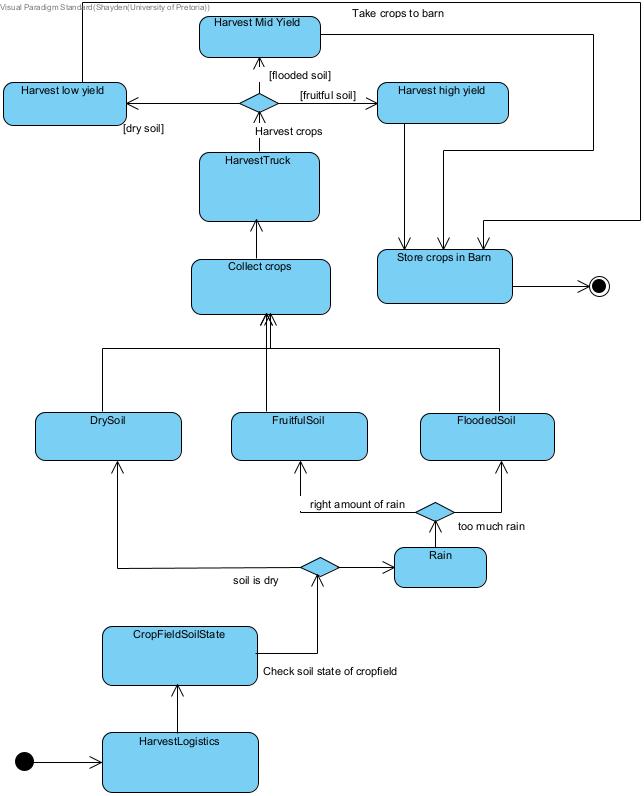 Visual Paradigm Standard(Shayden(University of Pretoria))
Take crops to barn
Harvest Mid Yield
[flooded soil]
Harvest low yield
[fruitful soil]
Harvest high yield
[dry soil]
Harvest crops
HarvestTruck
Collect crops
Store crops in Barn
DrySoil
FruitfulSoil
FloodedSoil
right amount of rain
too much rain
Rain
soil is dry
CropFieldSoilState
Check soil state of cropfield
HarvestLogistics